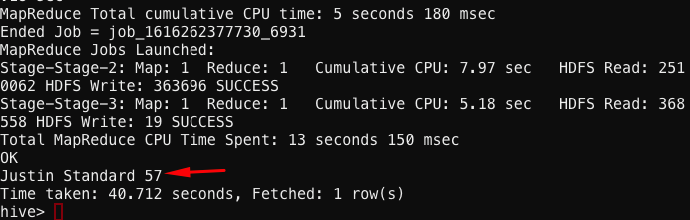 MapReduce Total cumulative CPU time: 5 seconds 180 msec
Ended Job = job_1616262377730_6931
MapReduce Jobs Launched:
Stage-Stage-2: Map: 1  Reduce: 1   Cumulative CPU: 7.97 sec   HDFS Read: 251
0062 HDFS Write: 363696 SUCCESS
Stage-Stage-3: Map: 1  Reduce: 1   Cumulative CPU: 5.18 sec   HDFS Read: 368
558 HDFS Write: 19 SUCCESS
Total MapReduce CPU Time Spent: 13 seconds 150 msec
OK
Justin Standard 57
Time taken: 40.712 seconds, Fetched: 1 row(s)
hive>